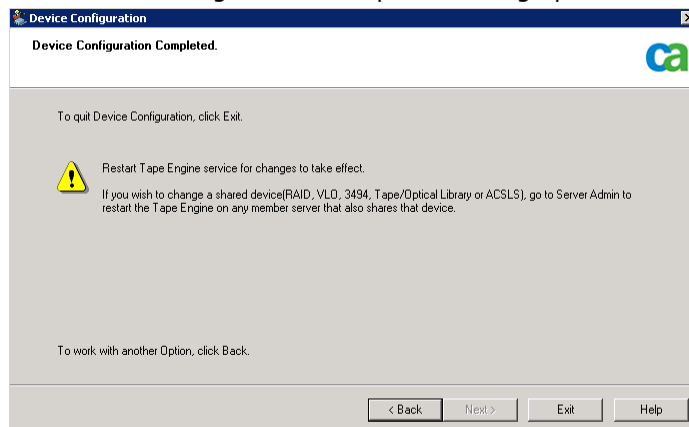 Device Configuration
Device Configuration Completed.
ca
To quit Device Configuration, click Exit.
Restart Tape Engine service for changes to take effect.
If you wish to change a shared device(RAID, VLO, 3494, Tape/Optical Library or ACSLS), go to Server Admin to
restart the Tape Engine on any member server that also shares that device.
To work with another Option, click Back.
< Back
Next >
Exit
Help